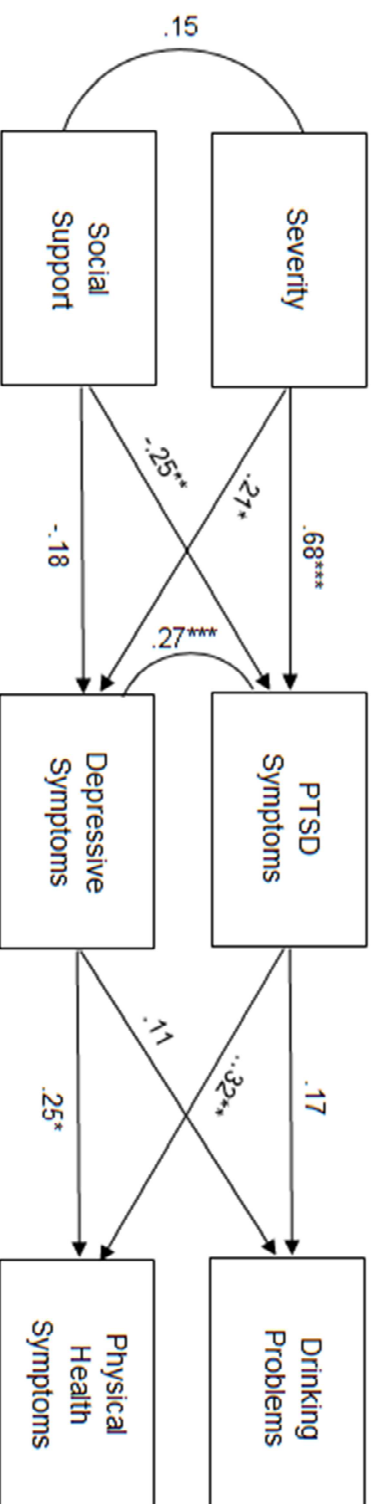 .15
Severity
Social
Support
.68***
.21*
-.25**
-.18
.27***
PTSD
Symptoms
Depressive
Symptoms
.17
.:32**
.11
.25*
Drinking
Problems
Physical
Health
Symptoms